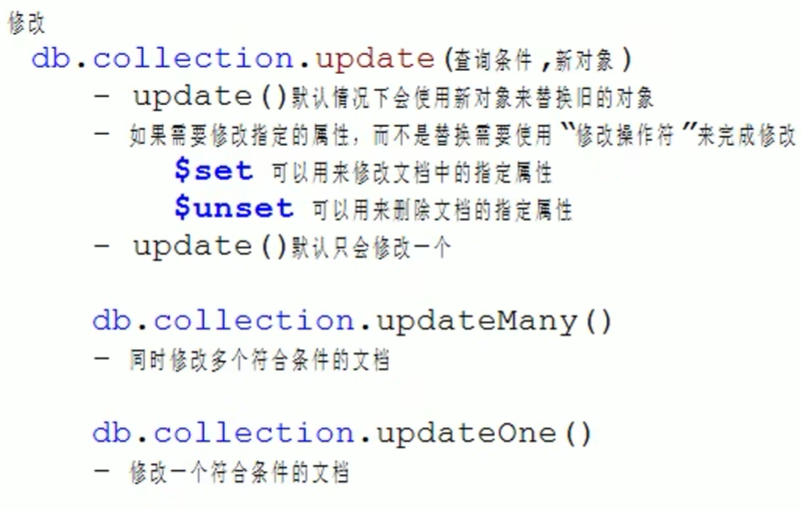 修改
db.collection.update(查询条件,新对象)
- update()默认情况下会使用新对象来替换旧的对象
- 如果需要修改指定的属性,而不是替换需要使用“修改操作符”来完成修改
$set 可以用来修改文档中的指定属性
$unset 可以用来删除文档的指定属性
- update()默认只会修改一个
db.collection.updateMany()
- 同时修改多个符合条件的文档
db.collection.updateOne()
- 修改一个符合条件的文档